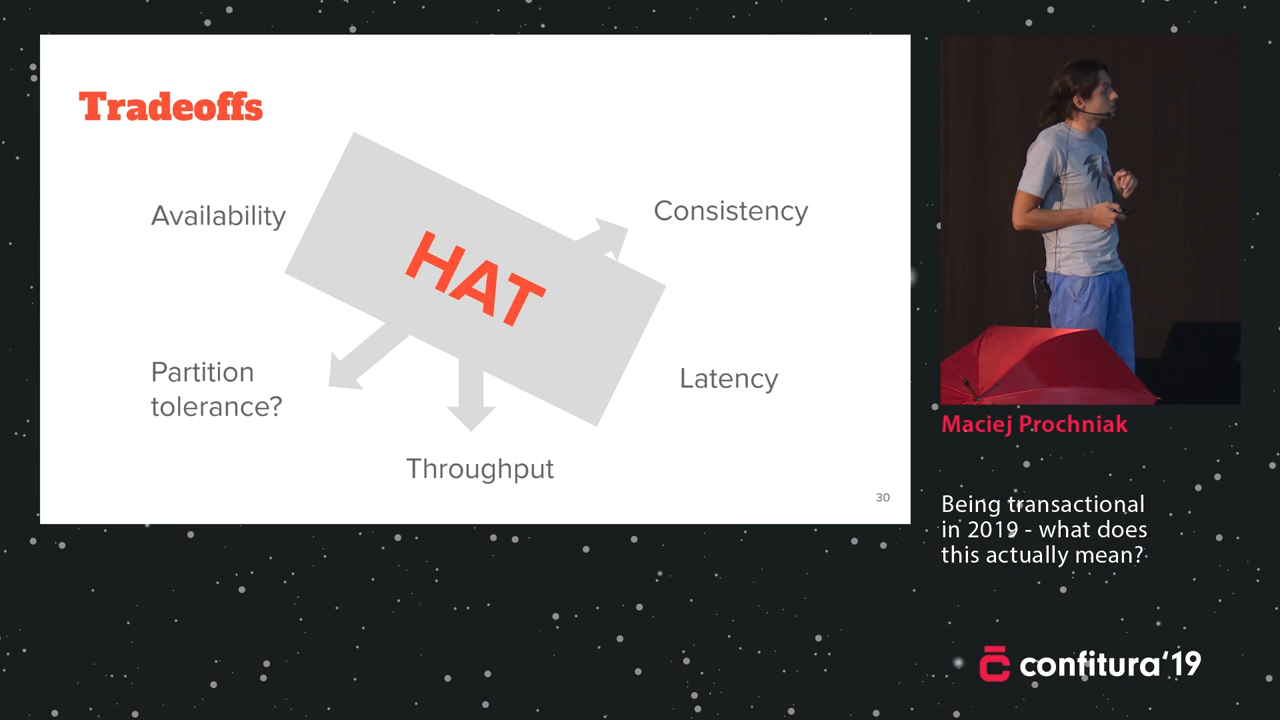 Tradeoffs
Availability
Consistency
HAT
Partition
tolerance?
Latency
Throughput
30
Maciej Prochniak
Being transactional
in 2019 - what does
this actually mean?
confitura'19